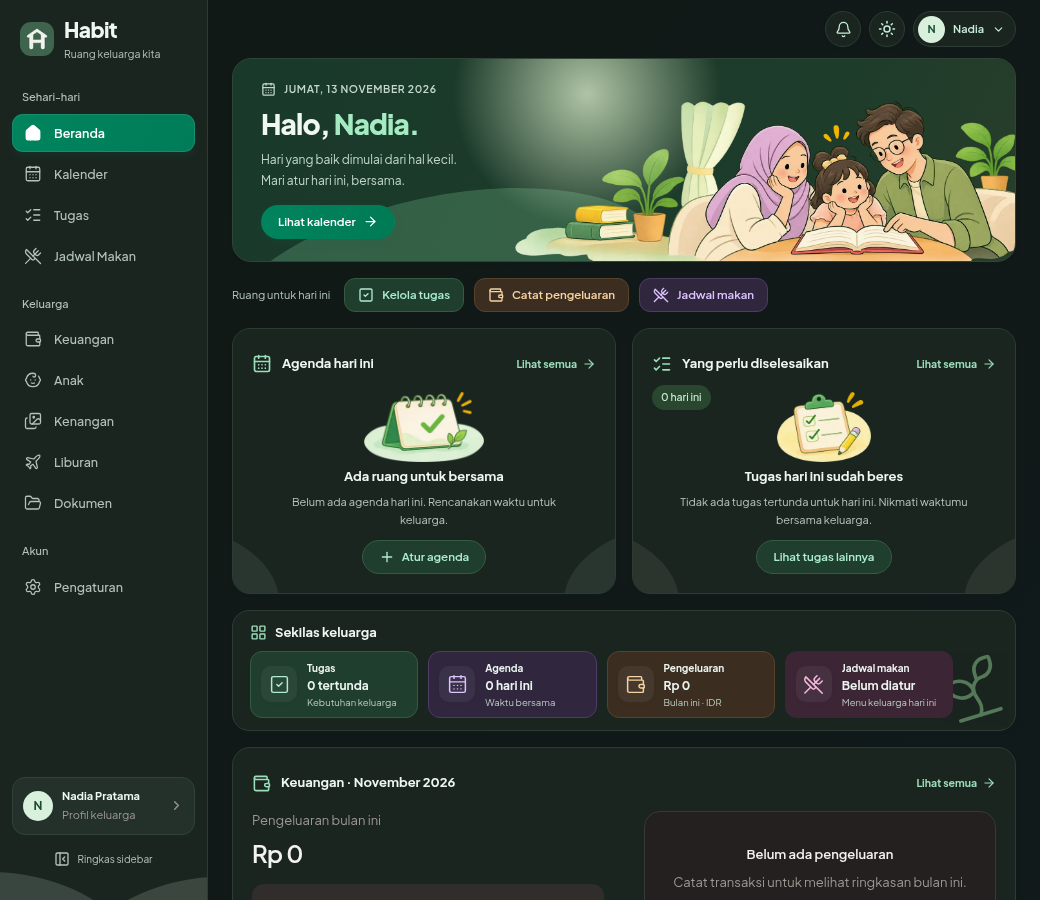 Habit
Ruang keluarga kita
Sehari-hari
Beranda
Kalender
Tugas
Jadwal Makan
Keluarga
Keuangan
Anak
Kenangan
Liburan
Dokumen
Akun
Pengaturan
N
Nadia Pratama
Profil keluarga
Ringkas sidebar
N
Nadia
JUMAT, 13 NOVEMBER 2026
Halo, Nadia.
Hari yang baik dimulai dari hal kecil.
Mari atur hari ini, bersama.
Lihat kalender
Ruang untuk hari ini
Kelola tugas
Catat pengeluaran
Jadwal makan
Agenda hari ini
Lihat semua
Ada ruang untuk bersama
Belum ada agenda hari ini. Rencanakan waktu untuk
keluarga.
Atur agenda
Yang perlu diselesaikan
Lihat semua
0 hari ini
Tugas hari ini sudah beres
Tidak ada tugas tertunda untuk hari ini. Nikmati waktumu
bersama keluarga.
Lihat tugas lainnya
Sekilas keluarga
Tugas
0 tertunda
Kebutuhan keluarga
Agenda
0 hari ini
Waktu bersama
Pengeluaran
Rp 0
Bulan ini · IDR
Jadwal makan
Belum diatur
Menu keluarga hari ini
Keuangan · November 2026
Lihat semua
Pengeluaran bulan ini
Rp 0
Belum ada pengeluaran
Catat transaksi untuk melihat ringkasan bulan ini.